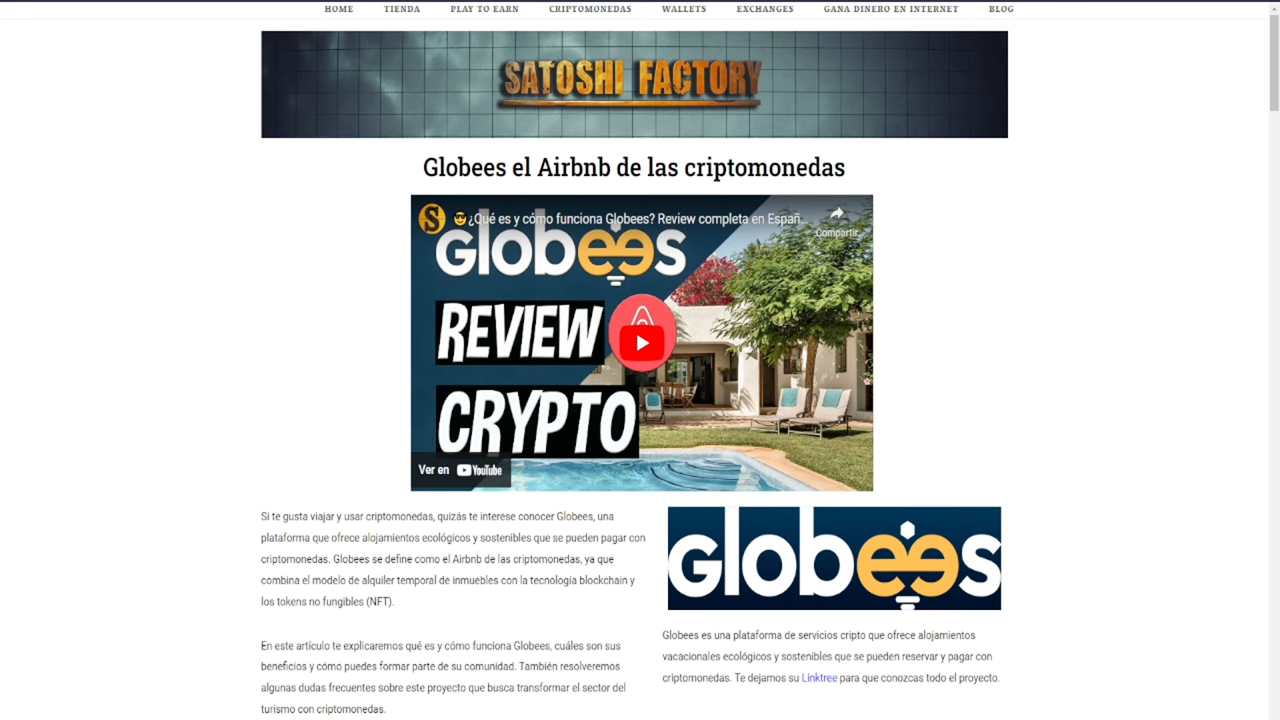 HOME TIENDA PLAY TO EARN CRIPTOMONEDAS WALLETS EXCHANGES GANA DINERO EN INTERNET BLOG
SATOSHI FACTORY
Globees el Airbnb de las criptomonedas
S
¿Qué es y cómo funciona Globees? Review completa en Españ...
Compartir
globees
REVIEW
CRYPTO
Ver en YouTube
Si te gusta viajar y usar criptomonedas, quizás te interese conocer Globees, una
plataforma que ofrece alojamientos ecológicos y sostenibles que se pueden pagar con
criptomonedas. Globees se define como el Airbnb de las criptomonedas, ya que
combina el modelo de alquiler temporal de inmuebles con la tecnología blockchain y
los tokens no fungibles (NFT).
En este artículo te explicaremos qué es y cómo funciona Globees, cuáles son sus
beneficios y cómo puedes formar parte de su comunidad. También resolveremos
algunas dudas frecuentes sobre este proyecto que busca transformar el sector del
turismo con criptomonedas.
globees
Globees es una plataforma de servicios cripto que ofrece alojamientos
vacacionales ecológicos y sostenibles que se pueden reservar y pagar con
criptomonedas. Te dejamos su Linktree para que conozcas todo el proyecto.